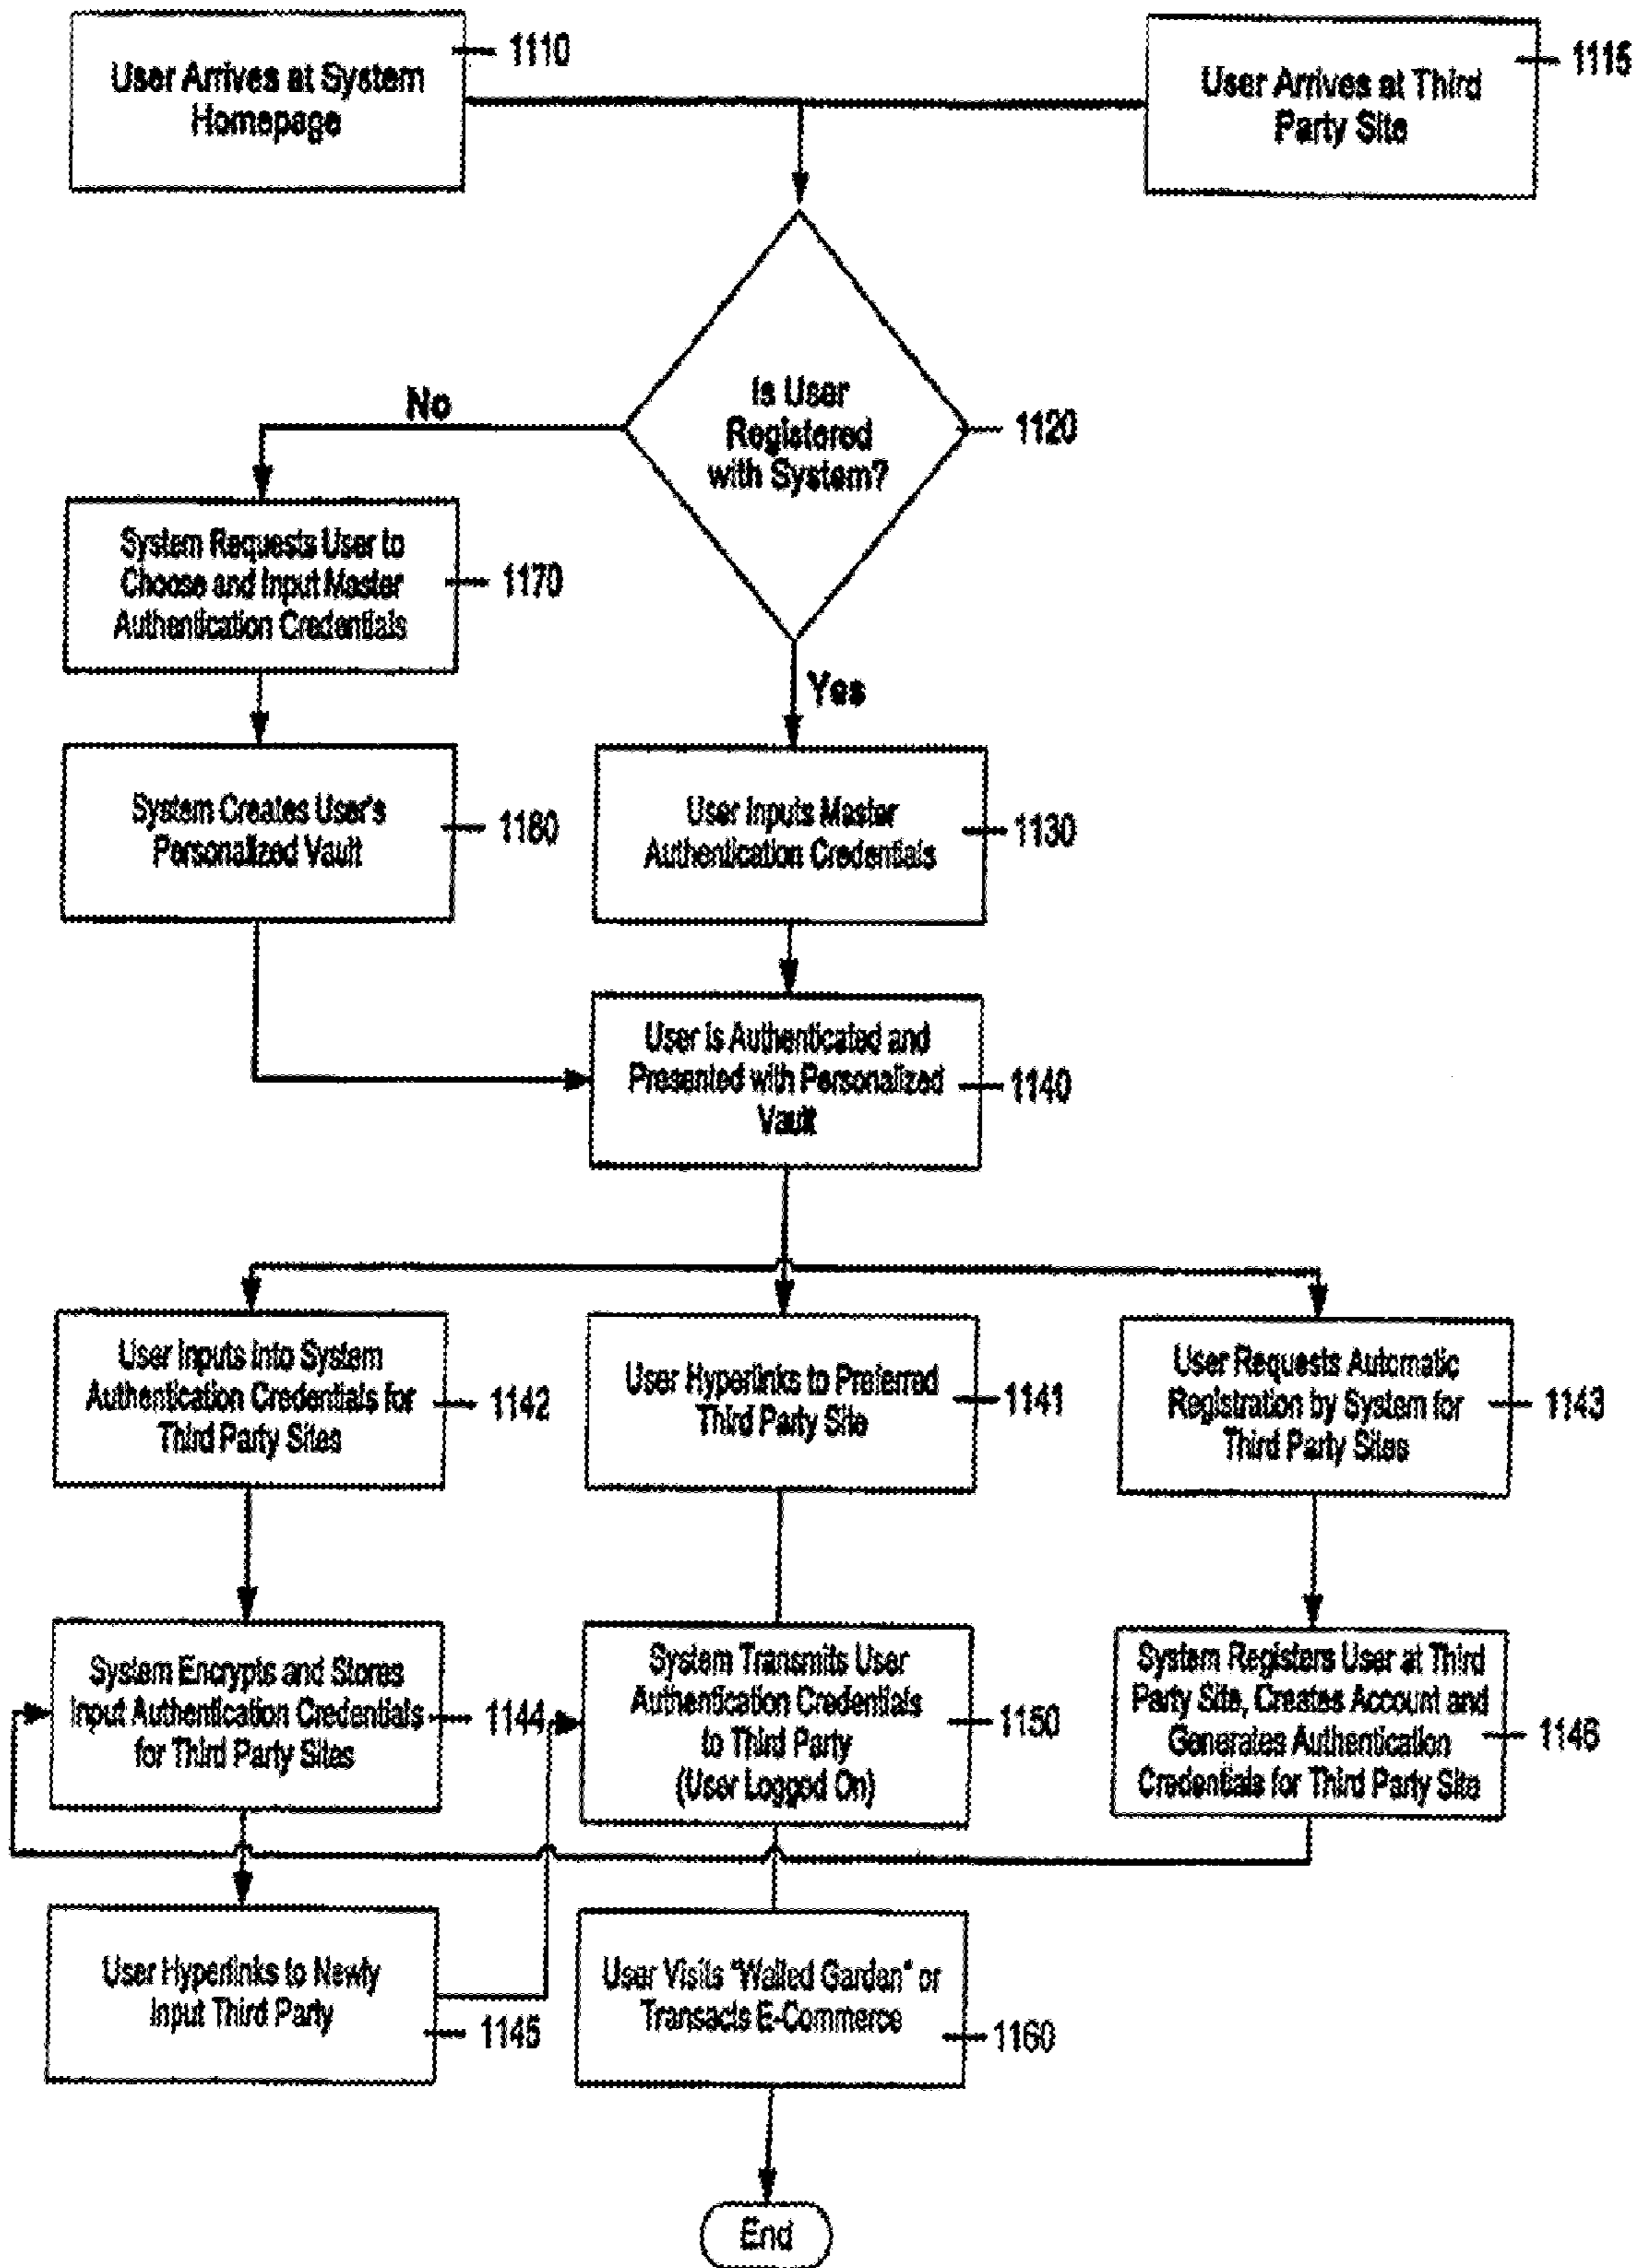 User Arrives at System
Homepage
1110
User Arrives at Third
Party Site
1115
Is User
Registered
with System?
1120
No
Yes
System Requests User to
Choose and Input Master
Authentication Credentials
1170
System Creates User's
Personalized Vault
1180
User Inputs Master
Authentication Credentials
1130
User is Authenticated and
Presented with Personalized
Vault
1140
User Inputs into System
Authentication Credentials for
Third Party Sites
1142
User Hyperlinks to Preferred
Third Party Site
1141
User Requests Automatic
Registration by System for
Third Party Sites
1143
System Encrypts and Stores
Input Authentication Credentials
for Third Party Sites
1144
System Transmits User
Authentication Credentials
to Third Party
(User Logged On)
1150
System Registers User at Third
Party Site, Creates Account and
Generates Authentication
Credentials for Third Party Site
1146
User Hyperlinks to Newly
Input Third Party
1145
User Visits "Walled Garden" or
Transacts E-Commerce
1160
End